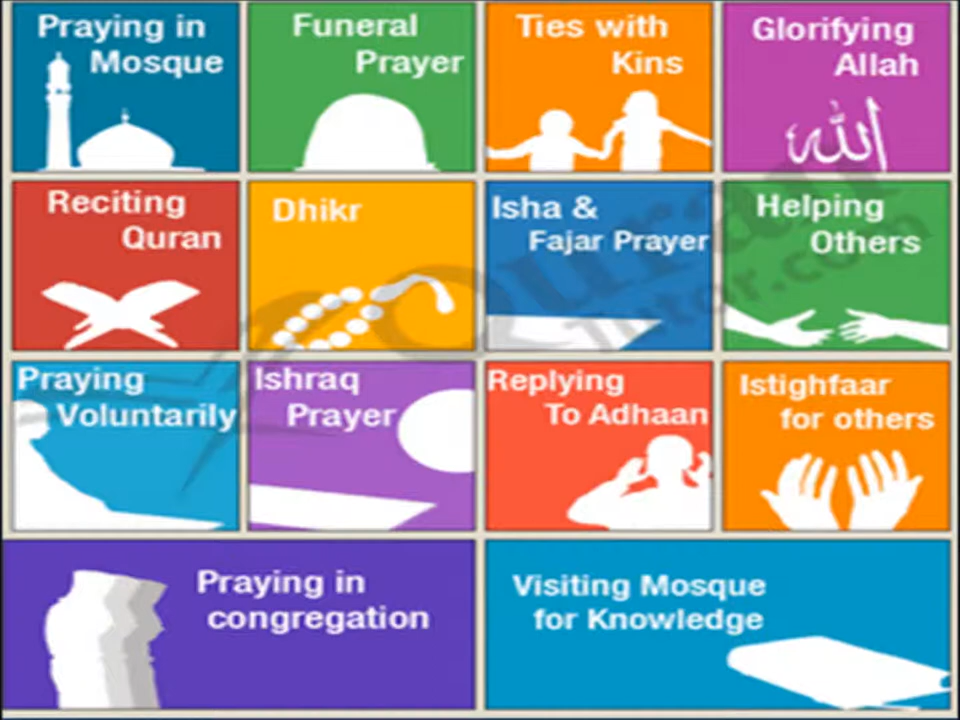 Praying in
Mosque
Funeral
Prayer
Ties with
Kins
Glorifying
Allah
الله
Reciting
Quran
Dhikr
Isha &
Fajar Prayer
Helping
Others
Praying
Voluntarily
Ishraq
Prayer
Replying
To Adhaan
Istighfaar
for others
Praying in
congregation
Visiting Mosque
for Knowledge